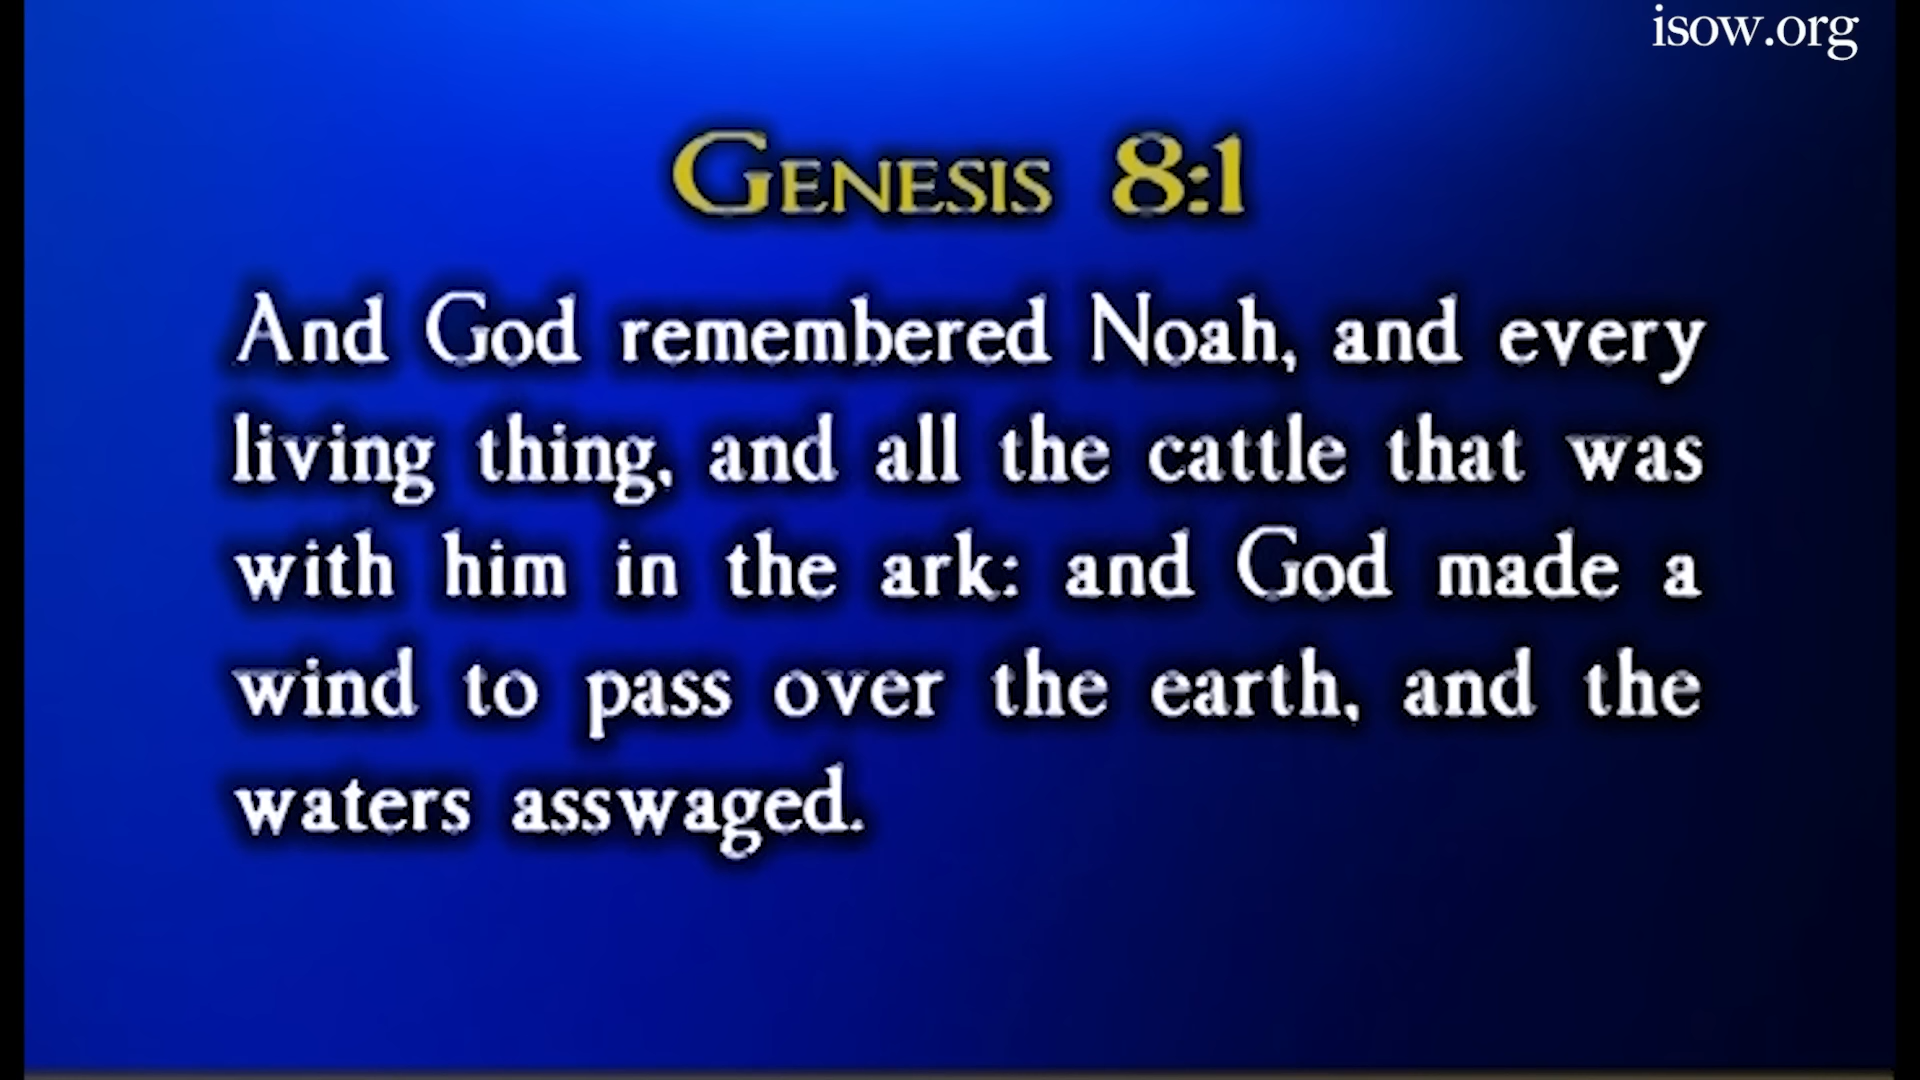 isow.org
Genesis 8:1
And God remembered Noah, and every
living thing, and all the cattle that was
with him in the ark: and God made a
wind to pass over the earth, and the
waters asswaged.